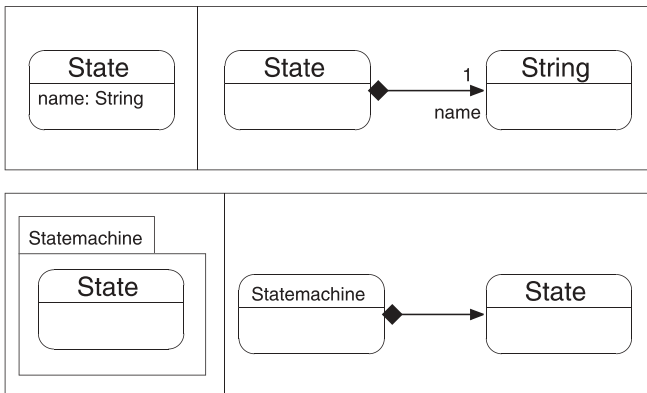 State
name: String
State
1
name
String
Statemachine
State
Statemachine
State